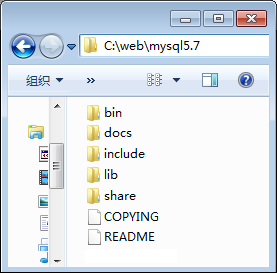 C:\web\mysql5.7
组织
bin
docs
include
lib
share
COPYING
README